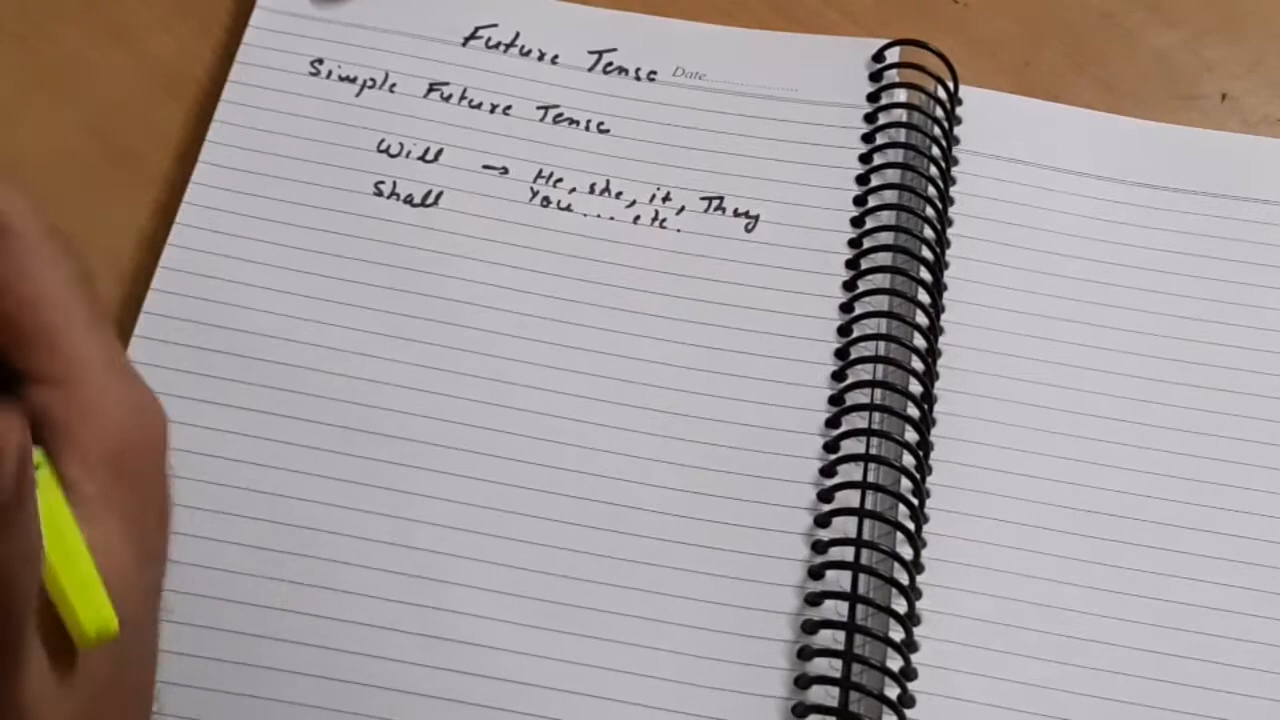 Future Tense Date..................
Simple Future Tense
Will → He, she, it, They
You... etc.
Shall